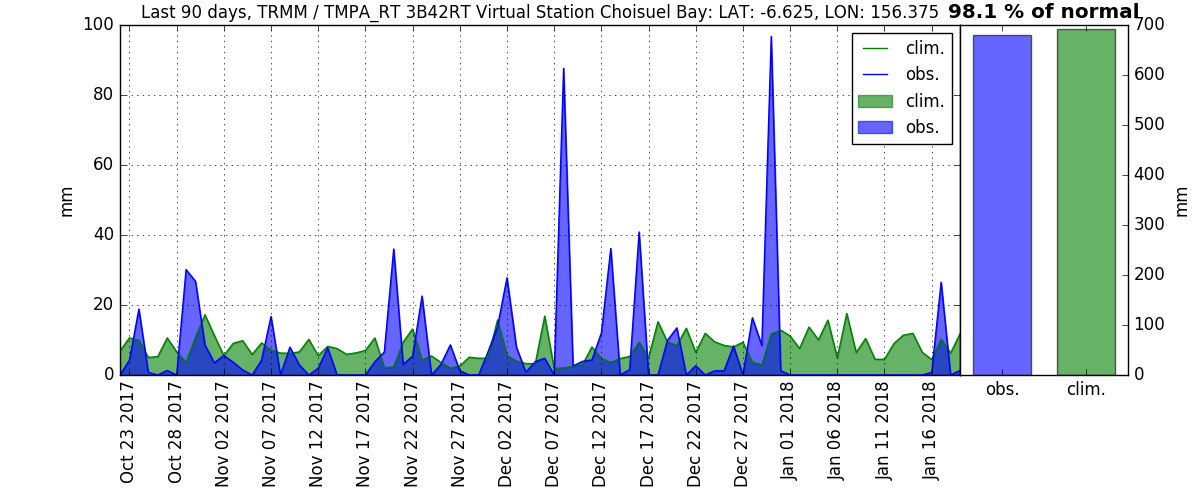 Last 90 days, TRMM / TMPA_RT 3B42RT Virtual Station Choisuel Bay: LAT: -6.625, LON: 156.375 98.1 % of normal
100
80
60
40
20
0
mm
clim.
obs.
clim.
obs.
700
600
500
400
300
200
100
0
mm
Oct 23 2017
Oct 28 2017
Nov 02 2017
Nov 07 2017
Nov 12 2017
Nov 17 2017
Nov 22 2017
Nov 27 2017
Dec 02 2017
Dec 07 2017
Dec 12 2017
Dec 17 2017
Dec 22 2017
Dec 27 2017
Jan 01 2018
Jan 06 2018
Jan 11 2018
Jan 16 2018
obs.
clim.